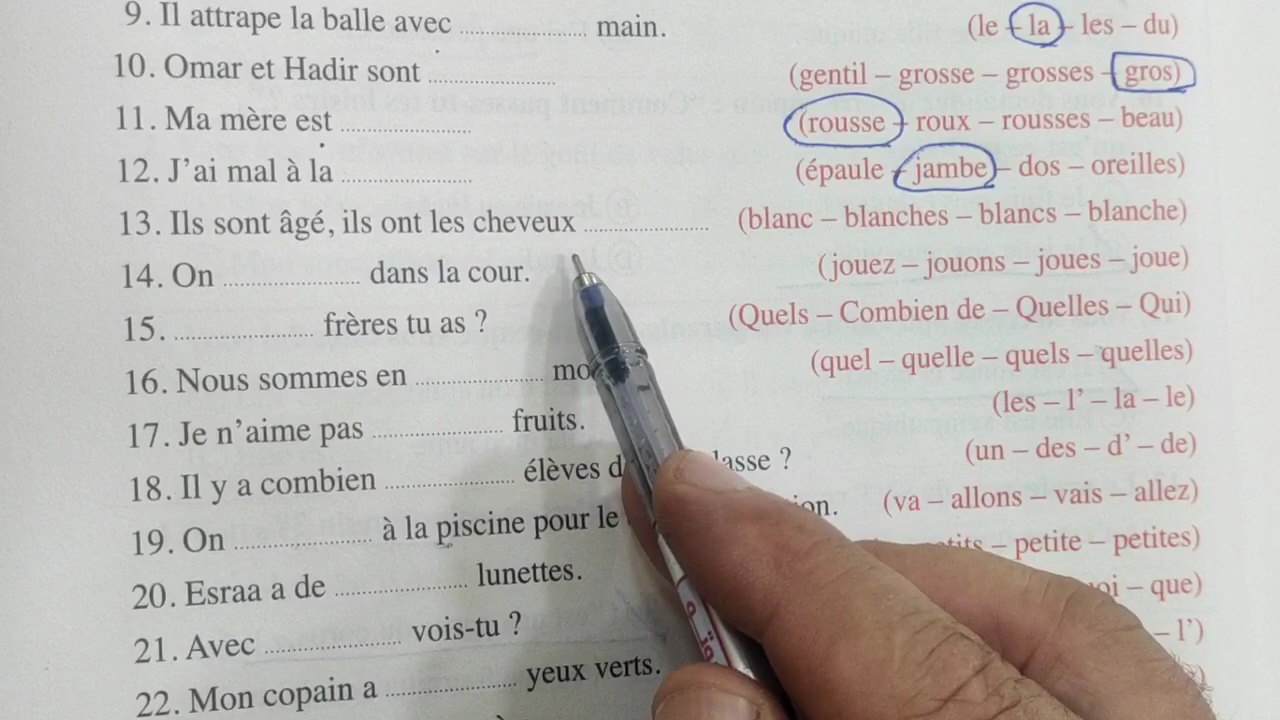 9. Il attrape la balle avec ............ main. (le – la – les – du)
10. Omar et Hadir sont ............ (gentil – grosse – grosses – gros)
11. Ma mère est ............ (rousse – roux – rousses – beau)
12. J'ai mal à la ............ (épaule – jambe – dos – oreilles)
13. Ils sont âgé, ils ont les cheveux ............ (blanc – blanches – blancs – blanche)
14. On ............ dans la cour. (jouez – jouons – joues – joue)
15. ............ frères tu as ? (Quels – Combien de – Quelles – Qui)
16. Nous sommes en ............ (quel – quelle – quels – quelles)
17. Je n'aime pas ............ fruits. (les – l' – la – le)
18. Il y a combien ............ élèves ? (un – des – d' – de)
19. On ............ à la piscine pour le (va – allons – vais – allez)
20. Esraa a de ............ lunettes. – petite – petites)
21. Avec ............ vois-tu ? – que)
22. Mon copain a ............ yeux verts. – l')